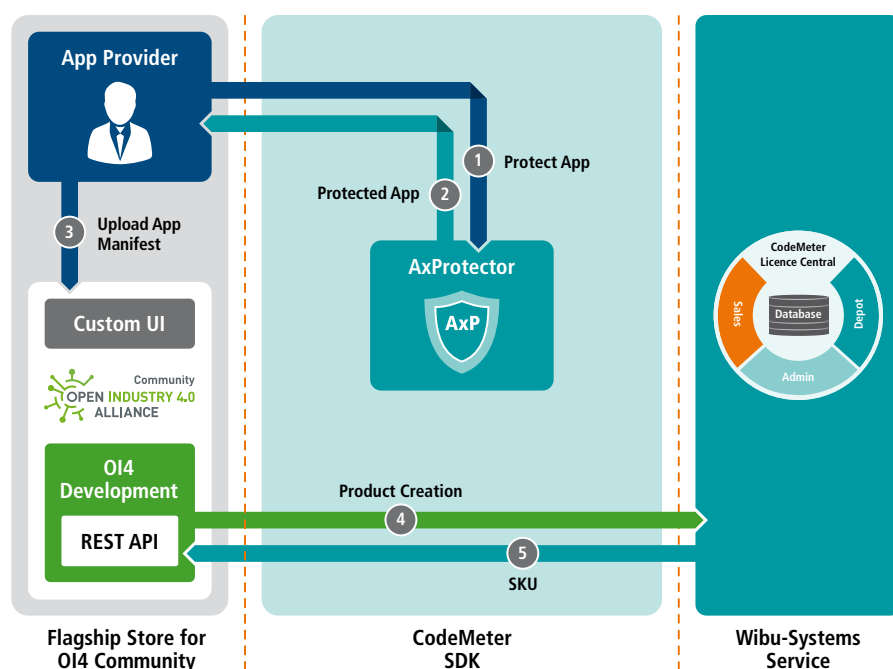 App Provider
1
Protect App
Protected App
2
3
Upload App
Manifest
AxProtector
AxP
Custom UI
Community
OPEN INDUSTRY 4.0
ALLIANCE
CodeMeter
Licence Central
Sales
Database
Depot
Admin
OI4
Development
REST API
Product Creation
4
5
SKU
Flagship Store for
OI4 Community
CodeMeter
SDK
Wibu-Systems
Service